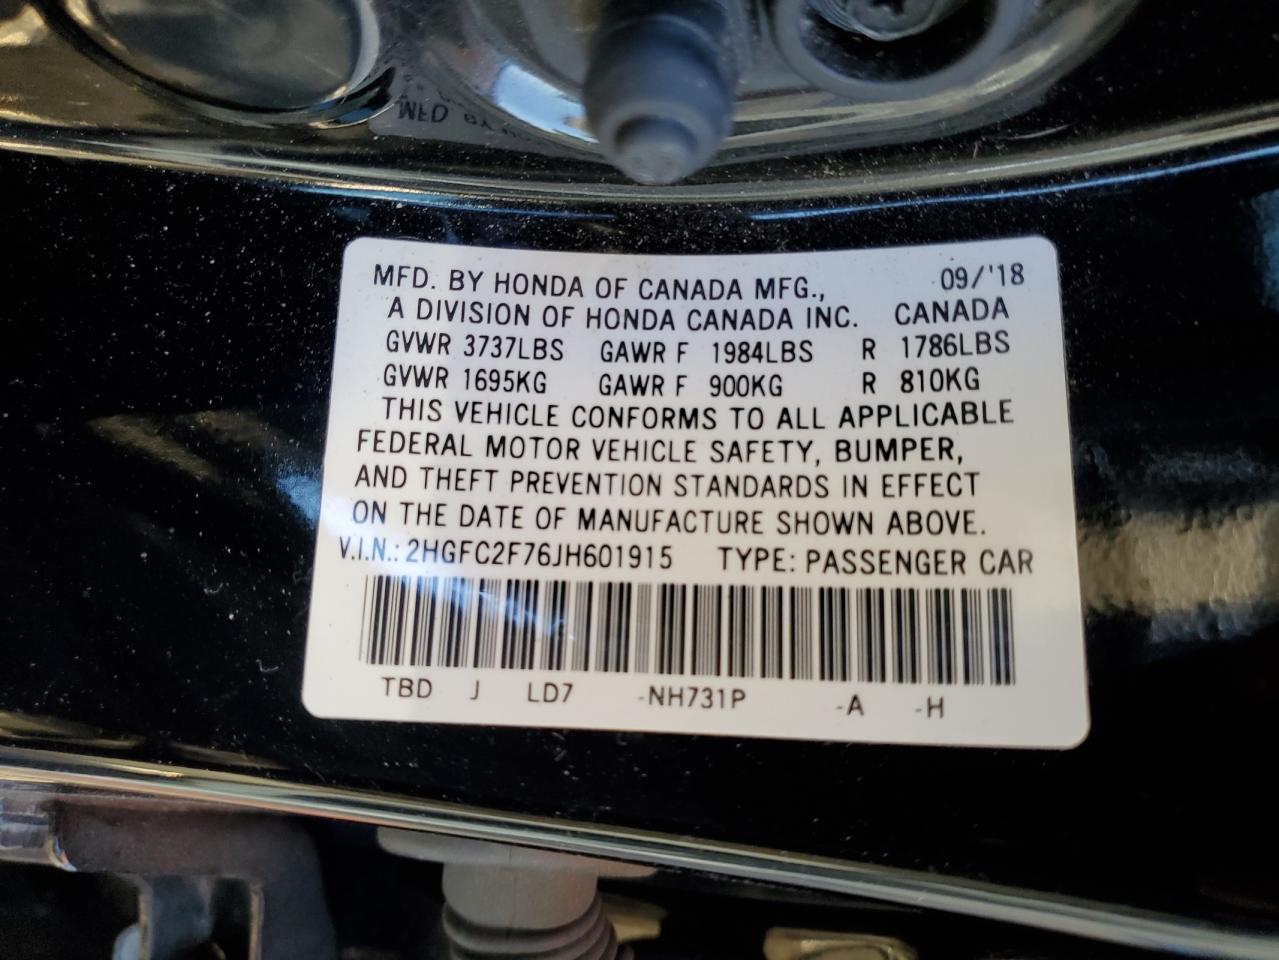 MFD. BY HONDA OF CANADA MFG., 09/'18
A DIVISION OF HONDA CANADA INC. CANADA
GVWR 3737LBS GAWR F 1984LBS R 1786LBS
GVWR 1695KG GAWR F 900KG R 810KG
THIS VEHICLE CONFORMS TO ALL APPLICABLE
FEDERAL MOTOR VEHICLE SAFETY, BUMPER,
AND THEFT PREVENTION STANDARDS IN EFFECT
ON THE DATE OF MANUFACTURE SHOWN ABOVE.
V.I.N.: 2HGFC2F76JH601915 TYPE: PASSENGER CAR
TBD J LD7 -NH731P -A -H